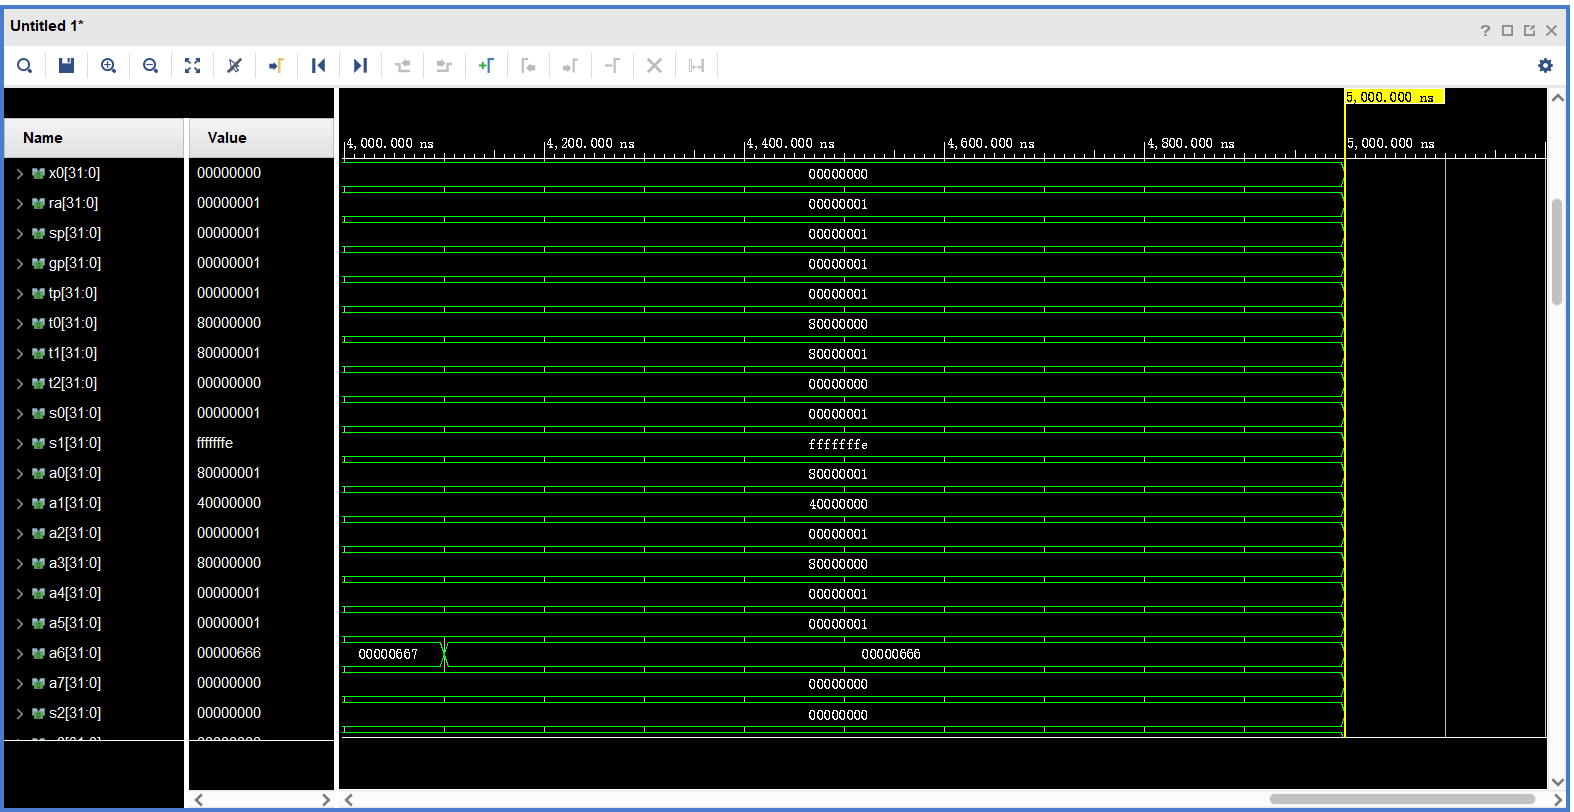 Untitled 1*
?
5,000.000 ns
Name Value
4,000.000 ns 4,200.000 ns 4,400.000 ns 4,600.000 ns 4,800.000 ns 5,000.000 ns
x0[31:0] 00000000 00000000
ra[31:0] 00000001 00000001
sp[31:0] 00000001 00000001
gp[31:0] 00000001 00000001
tp[31:0] 00000001 00000001
t0[31:0] 80000000 80000000
t1[31:0] 80000001 80000001
t2[31:0] 00000000 00000000
s0[31:0] 00000001 00000001
s1[31:0] fffffffe fffffffe
a0[31:0] 80000001 80000001
a1[31:0] 40000000 40000000
a2[31:0] 00000001 00000001
a3[31:0] 80000000 80000000
a4[31:0] 00000001 00000001
a5[31:0] 00000001 00000001
a6[31:0] 00000666 00000667 00000666
a7[31:0] 00000000 00000000
s2[31:0] 00000000 00000000